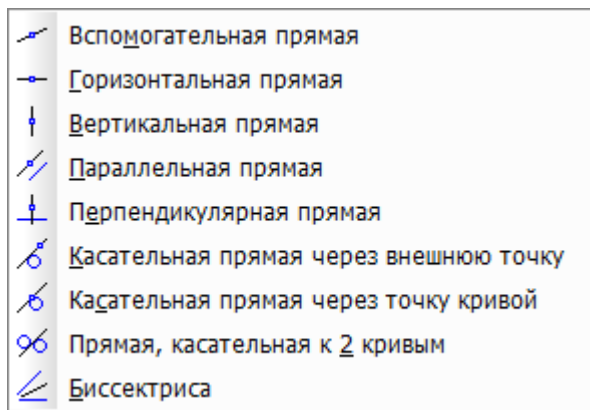 Вспомогательная прямая
Горизонтальная прямая
Вертикальная прямая
Параллельная прямая
Перпендикулярная прямая
Касательная прямая через внешнюю точку
Касательная прямая через точку кривой
Прямая, касательная к 2 кривым
Биссектриса